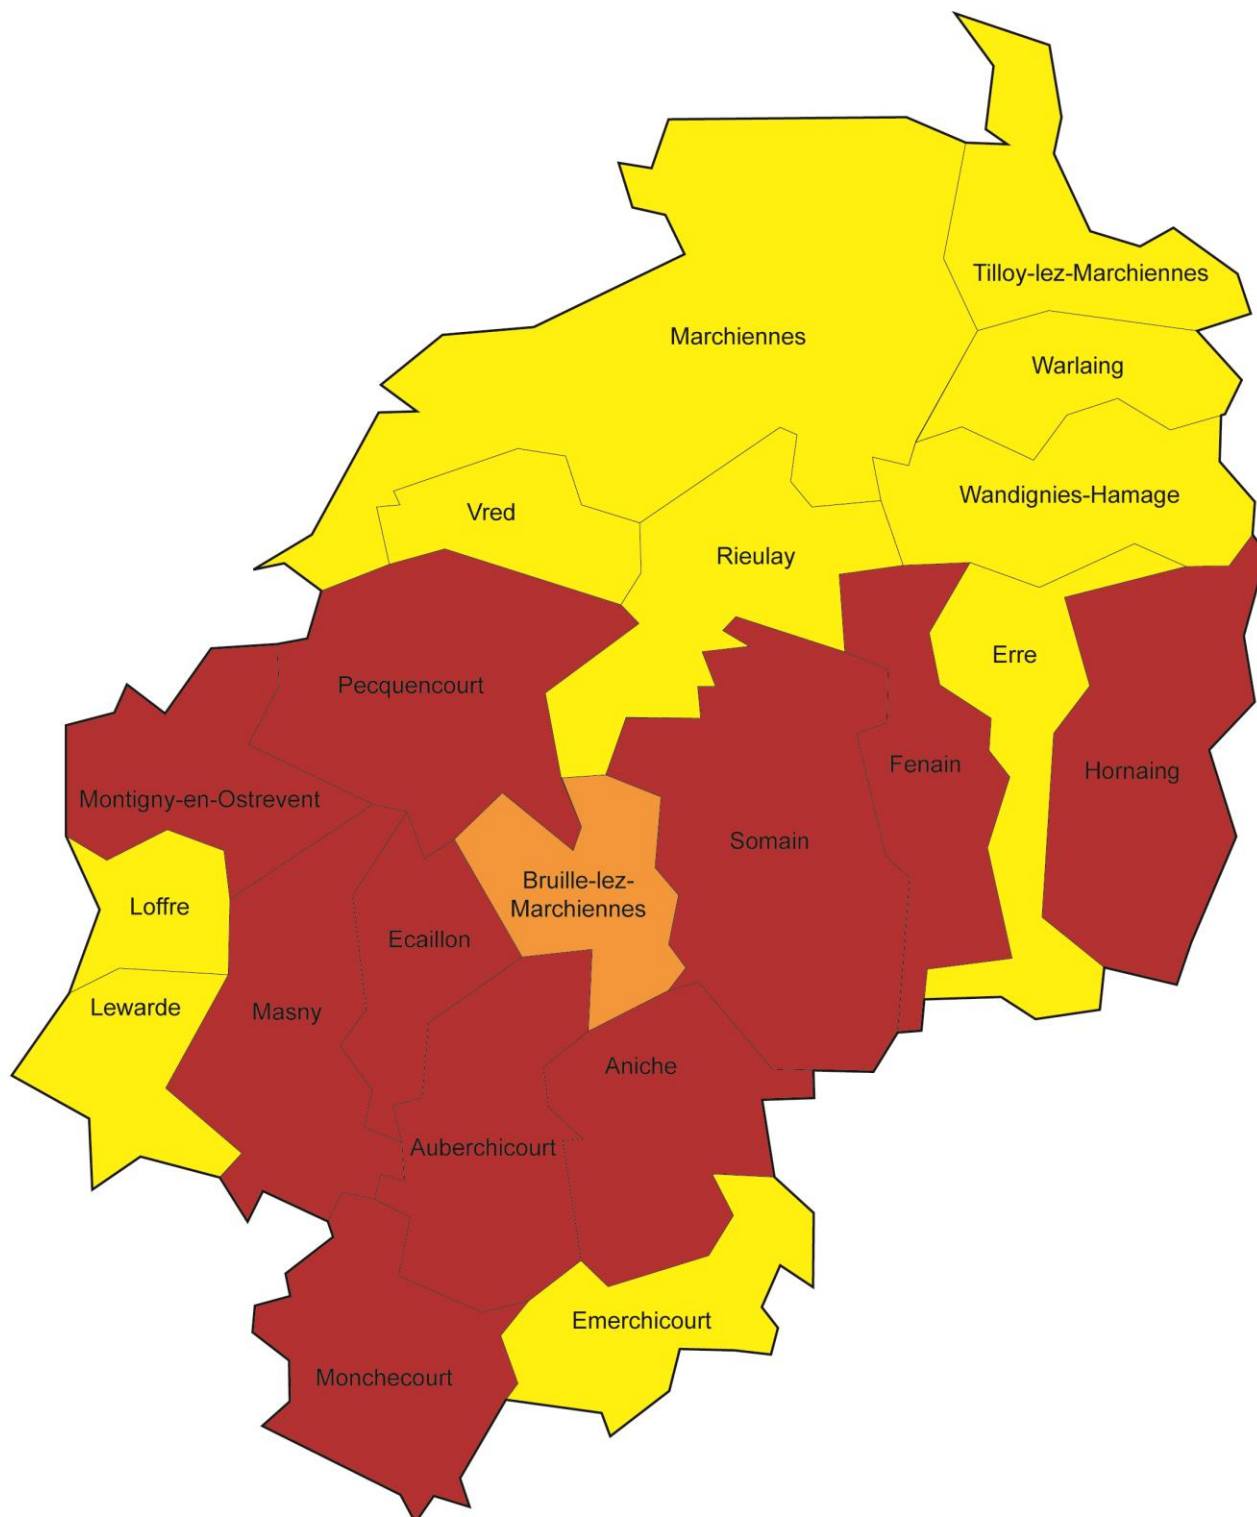 Tilloy-lez-Marchiennes
Marchiennes
Warlaing
Wandignies-Hamage
Vred
Rieulay
Erre
Pecquencourt
Fenain
Hornaing
Montigny-en-Ostrevent
Somain
Bruille-lez-
Marchiennes
Loffre
Ecaillon
Lewarde
Masny
Aniche
Auberchicourt
Emerchicourt
Monchecourt